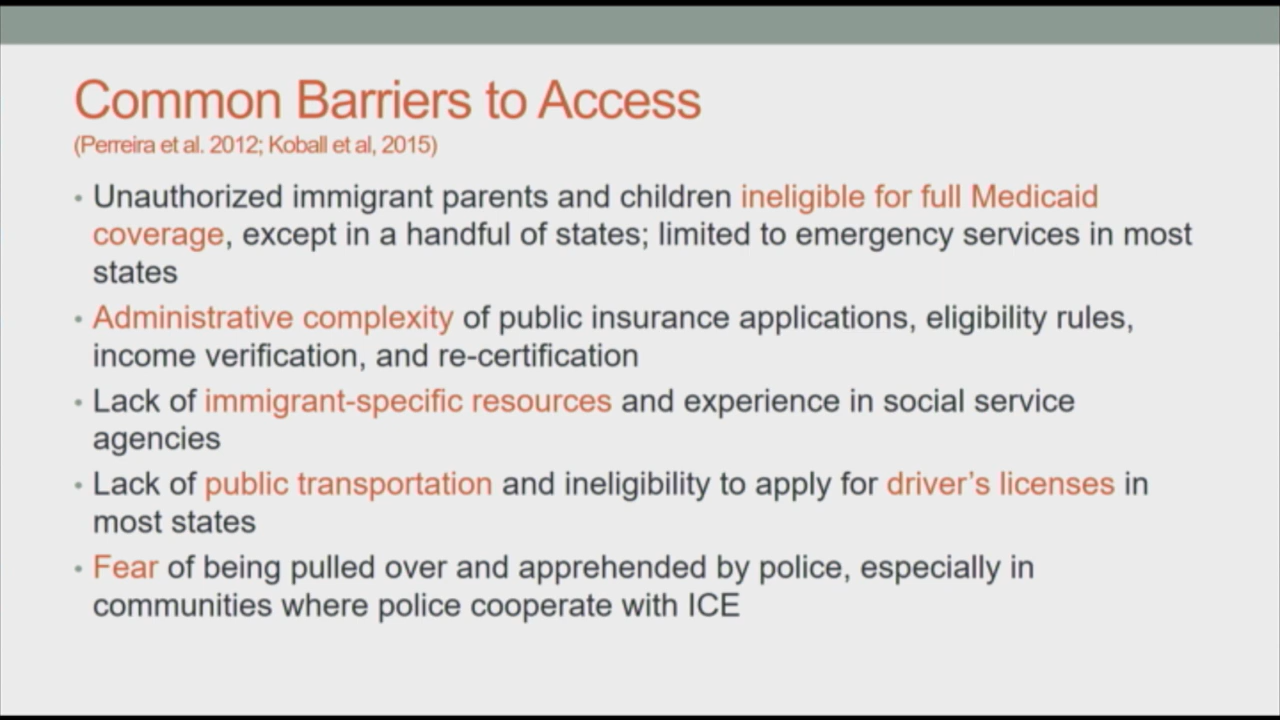 Common Barriers to Access
(Perreira et al. 2012; Koball et al, 2015)
• Unauthorized immigrant parents and children ineligible for full Medicaid
coverage, except in a handful of states; limited to emergency services in most
states
• Administrative complexity of public insurance applications, eligibility rules,
income verification, and re-certification
• Lack of immigrant-specific resources and experience in social service
agencies
• Lack of public transportation and ineligibility to apply for driver’s licenses in
most states
• Fear of being pulled over and apprehended by police, especially in
communities where police cooperate with ICE